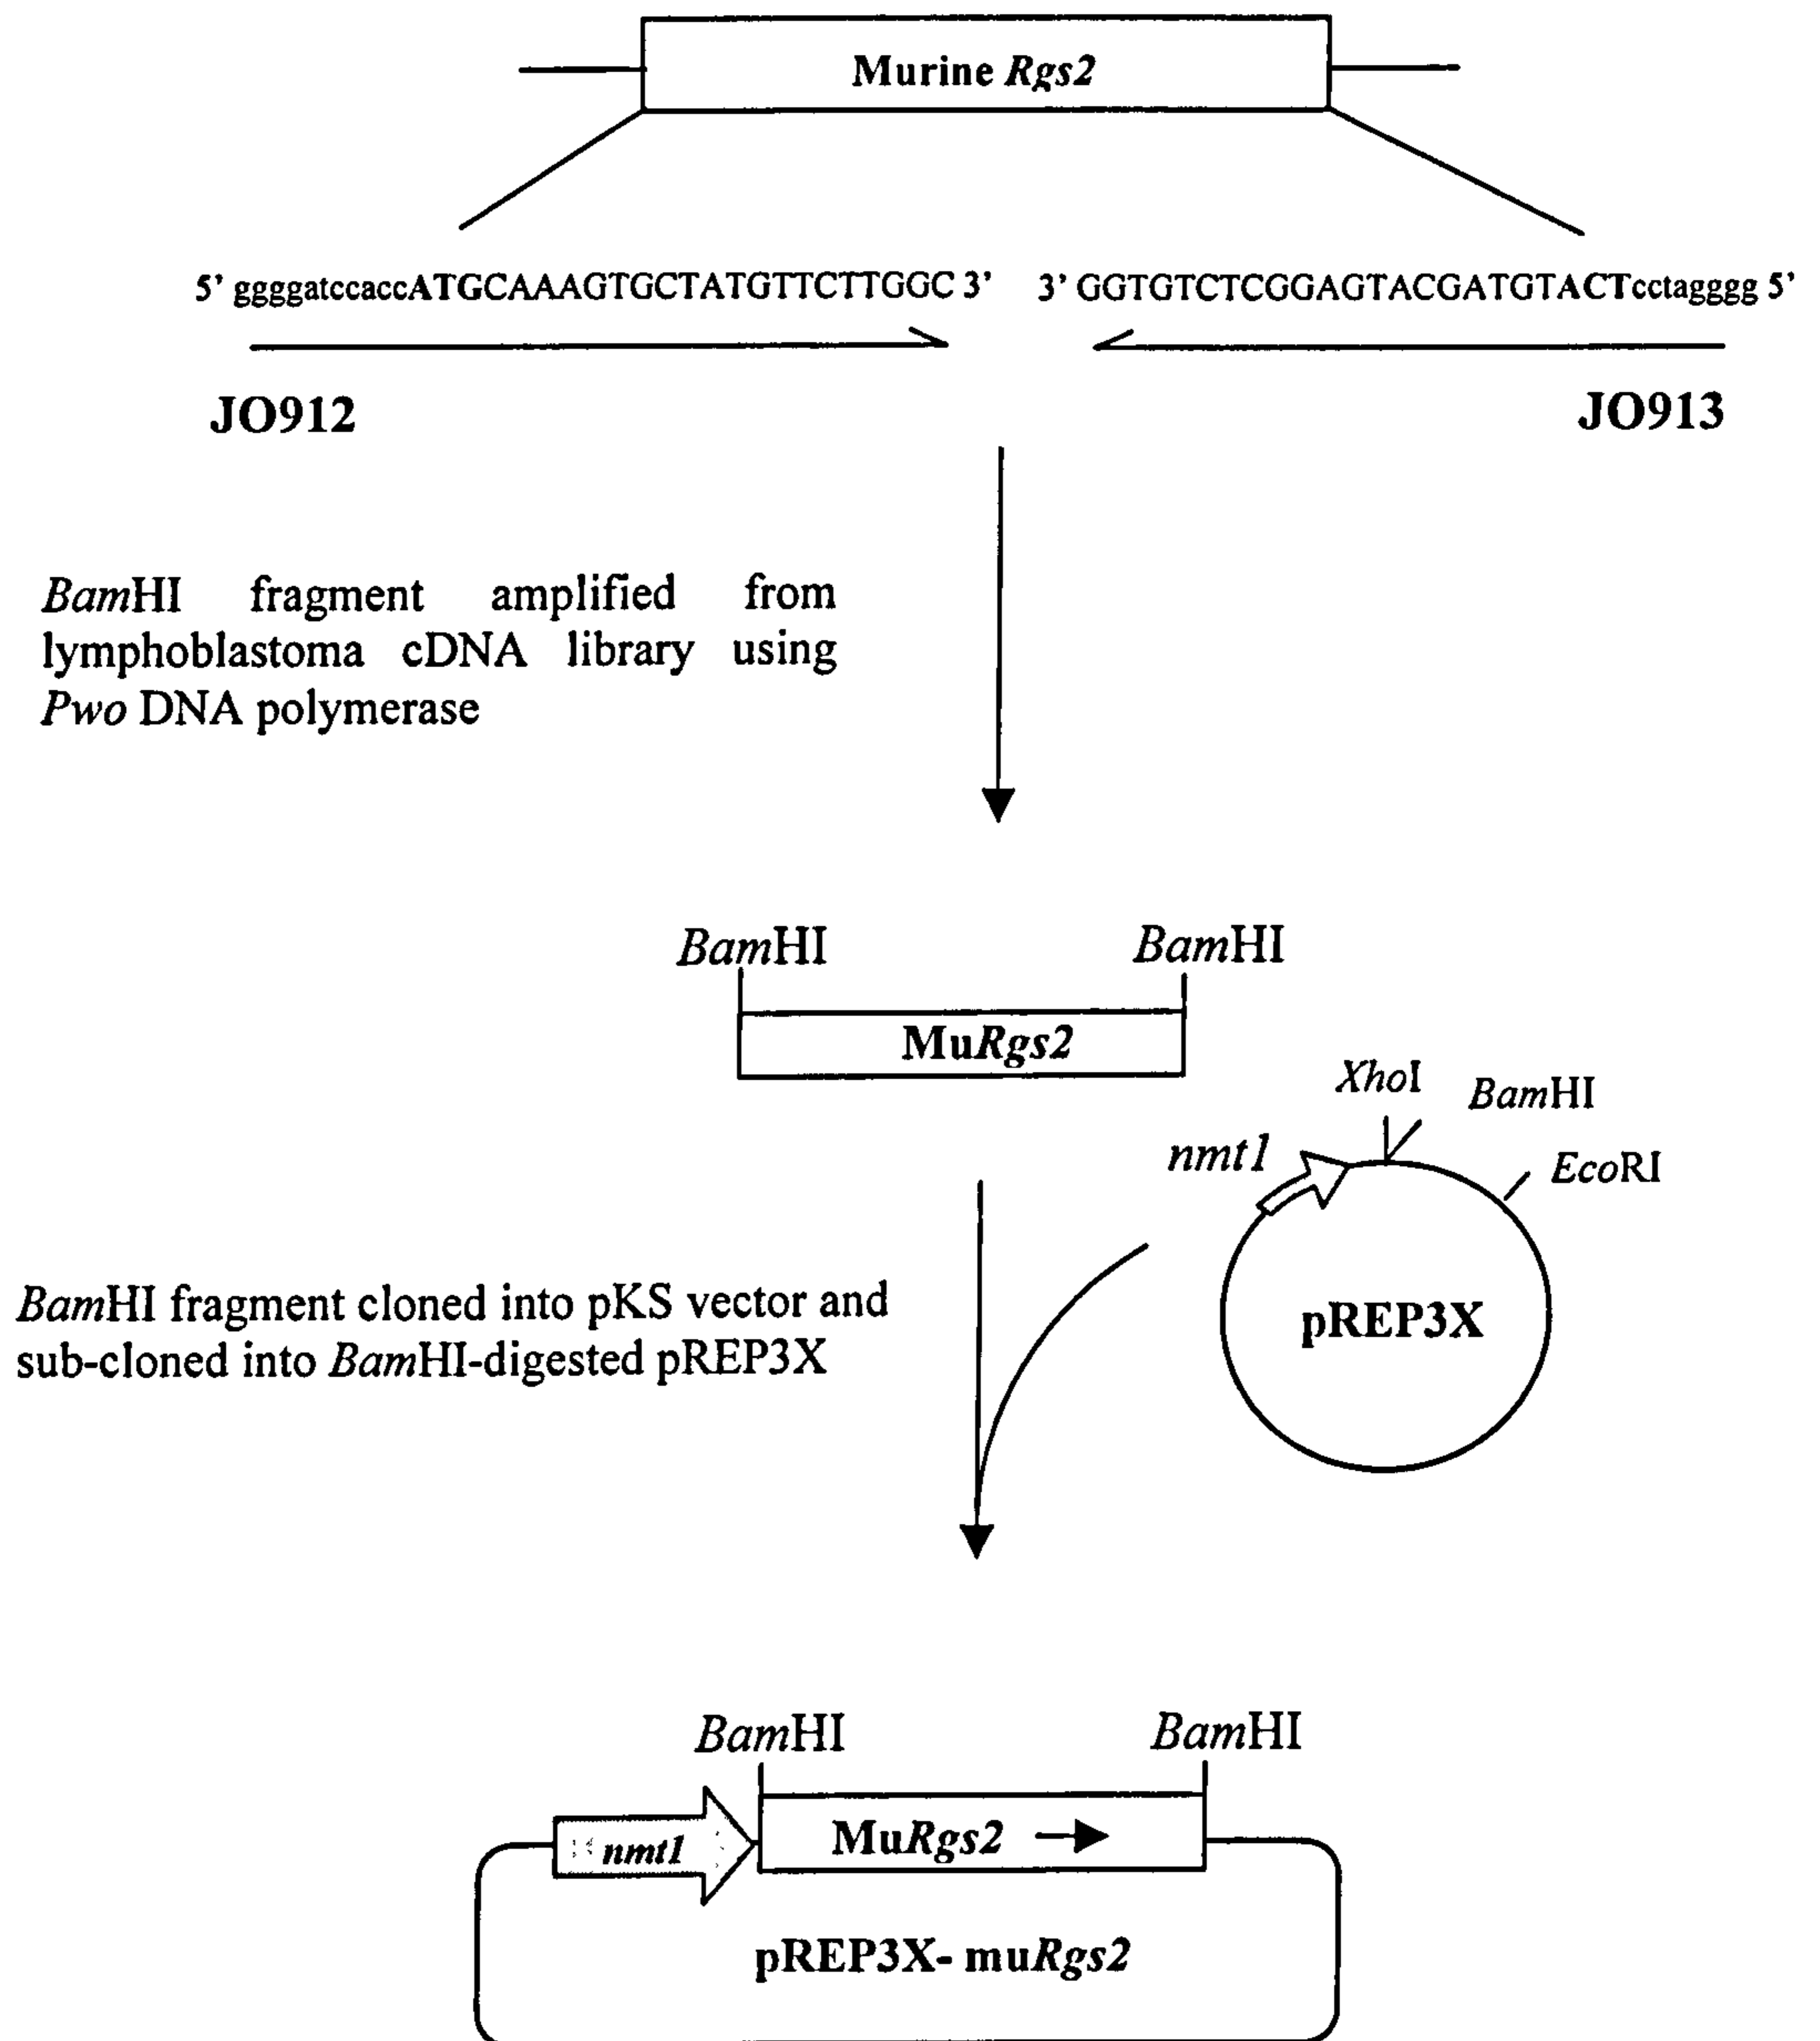 Murine Rgs2
5' ggggatccaccATGCAAAGTGCTATGTTCTTGGC 3' 3' GGTGTCTCGGAGTACGATGTACTcctagggg 5'
JO912 JO913
BamHI fragment amplified from
lymphoblastoma cDNA library using
Pwo DNA polymerase
BamHI BamHI
MuRgs2
XhoI BamHI
nmt1 EcoRI
pREP3X
BamHI fragment cloned into pKS vector and
sub-cloned into BamHI-digested pREP3X
BamHI BamHI
nmt1 MuRgs2
pREP3X- muRgs2